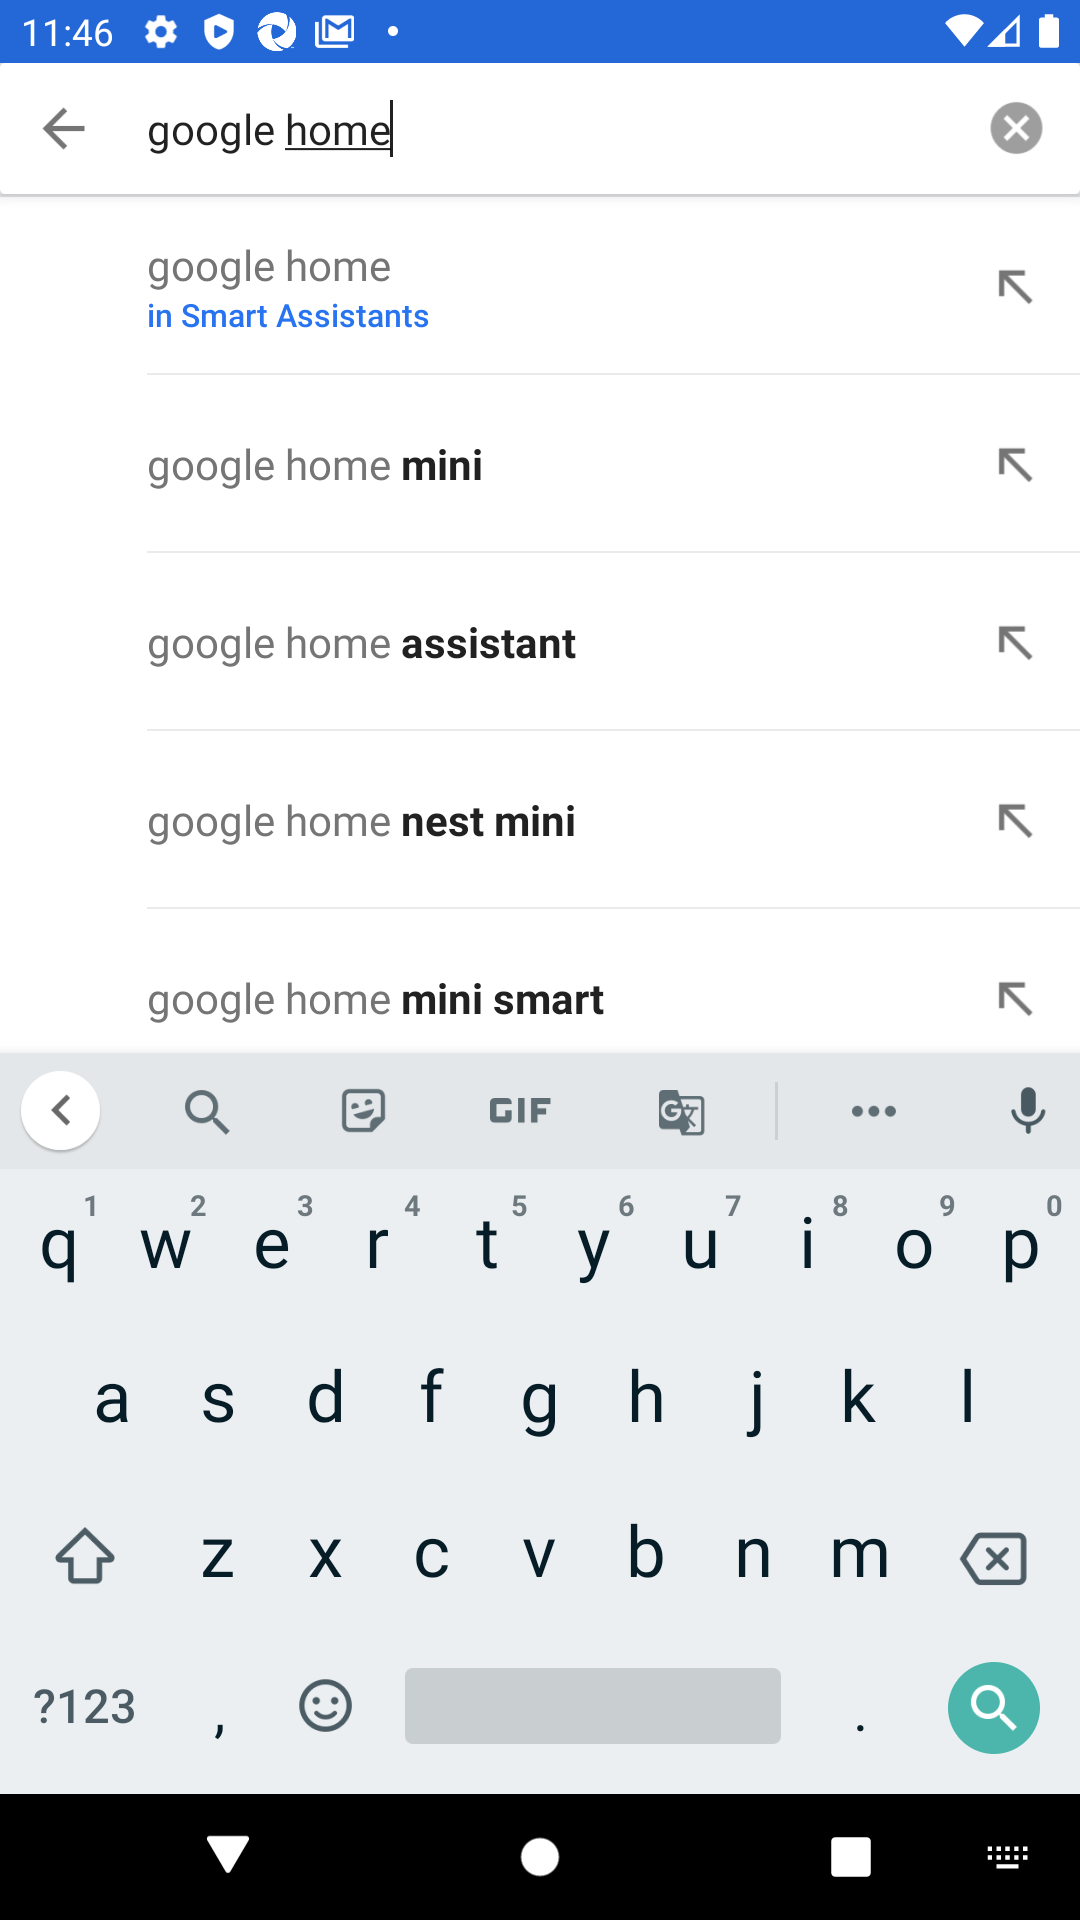 11:46
google home
google home
in Smart Assistants
google home mini
google home assistant
google home nest mini
google home mini smart
GIF
1 2 3 4 5 6 7 8 9 0
q w e r t y u i o p
a s d f g h j k l
z x c v b n m
?123 , .